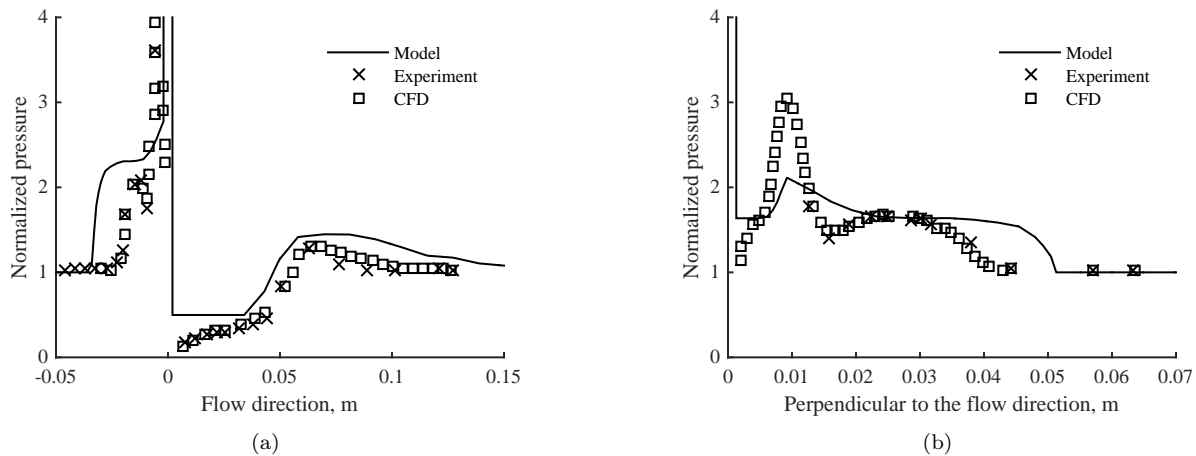 4
3
2
1
0
Normalized pressure
-0.05
0
0.05
0.1
0.15
Flow direction, m
Model
Experiment
CFD
(a)
4
3
2
1
0
Normalized pressure
0
0.01
0.02
0.03
0.04
0.05
0.06
0.07
Perpendicular to the flow direction, m
Model
Experiment
CFD
(b)